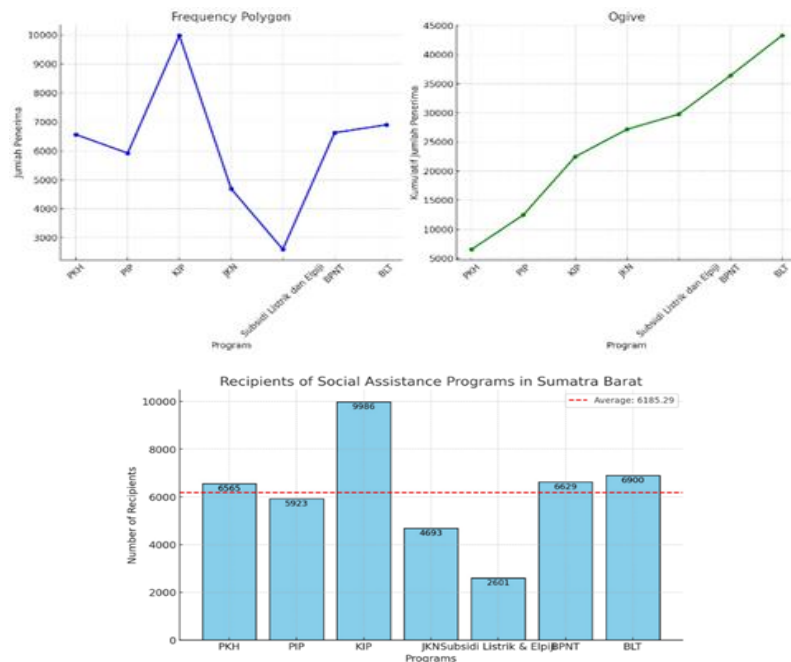 Frequency Polygon
10000
9000
8000
7000
6000
5000
4000
3000
Jumlah Penerima
PKH
PIP
KIP
JKN
Subsidi Listrik dan Elpiji
BPNT
BLT
Program
Ogive
45000
40000
35000
30000
25000
20000
15000
10000
5000
Kumulatif Jumlah Penerima
PKH
PIP
KIP
JKN
Subsidi Listrik dan Elpiji
BPNT
BLT
Program
Recipients of Social Assistance Programs in Sumatra Barat
Average: 6185.29
10000
8000
6000
4000
2000
0
Number of Recipients
6565
5923
9986
4693
2601
6629
6900
PKH
PIP
KIP
JKN
Subsidi Listrik & Elpiji
BPNT
BLT
Programs